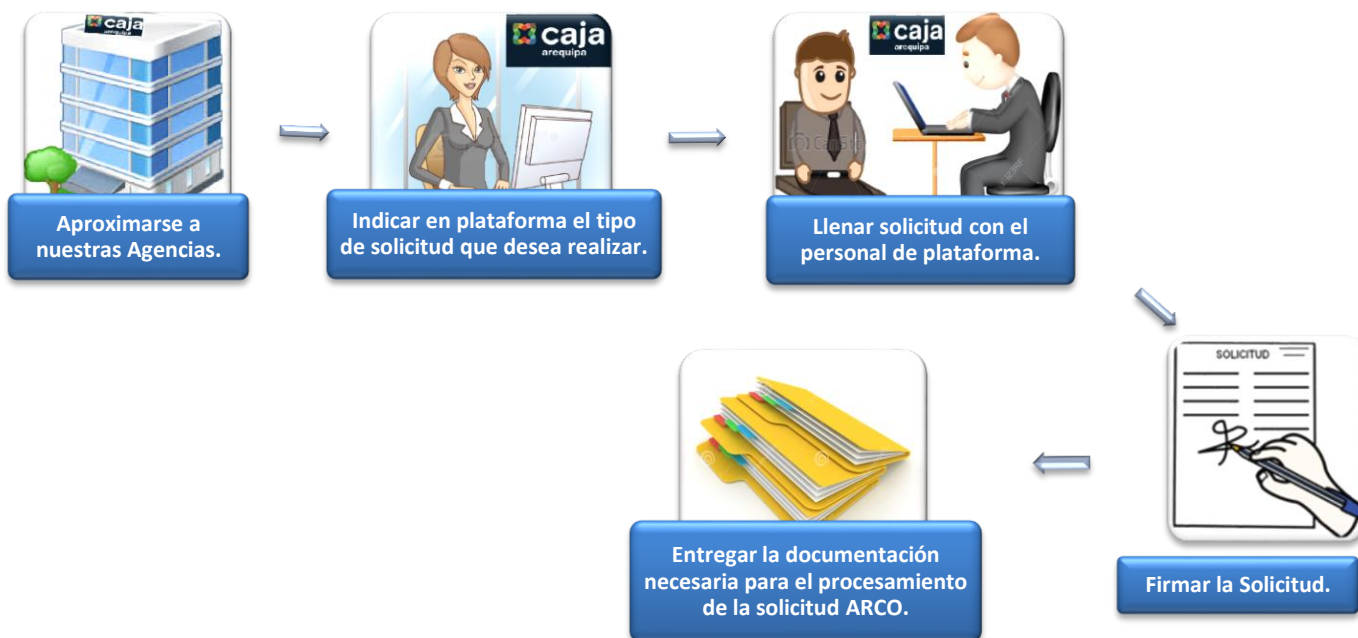 caja
arequipa
caja
arequipa
caja
arequipa
Aproximarse a
nuestras Agencias.
Indicar en plataforma el tipo
de solicitud que desea realizar.
Llenar solicitud con el
personal de plataforma.
SOLICITUD
Firmar la Solicitud.
Entregar la documentación
necesaria para el procesamiento
de la solicitud ARCO.